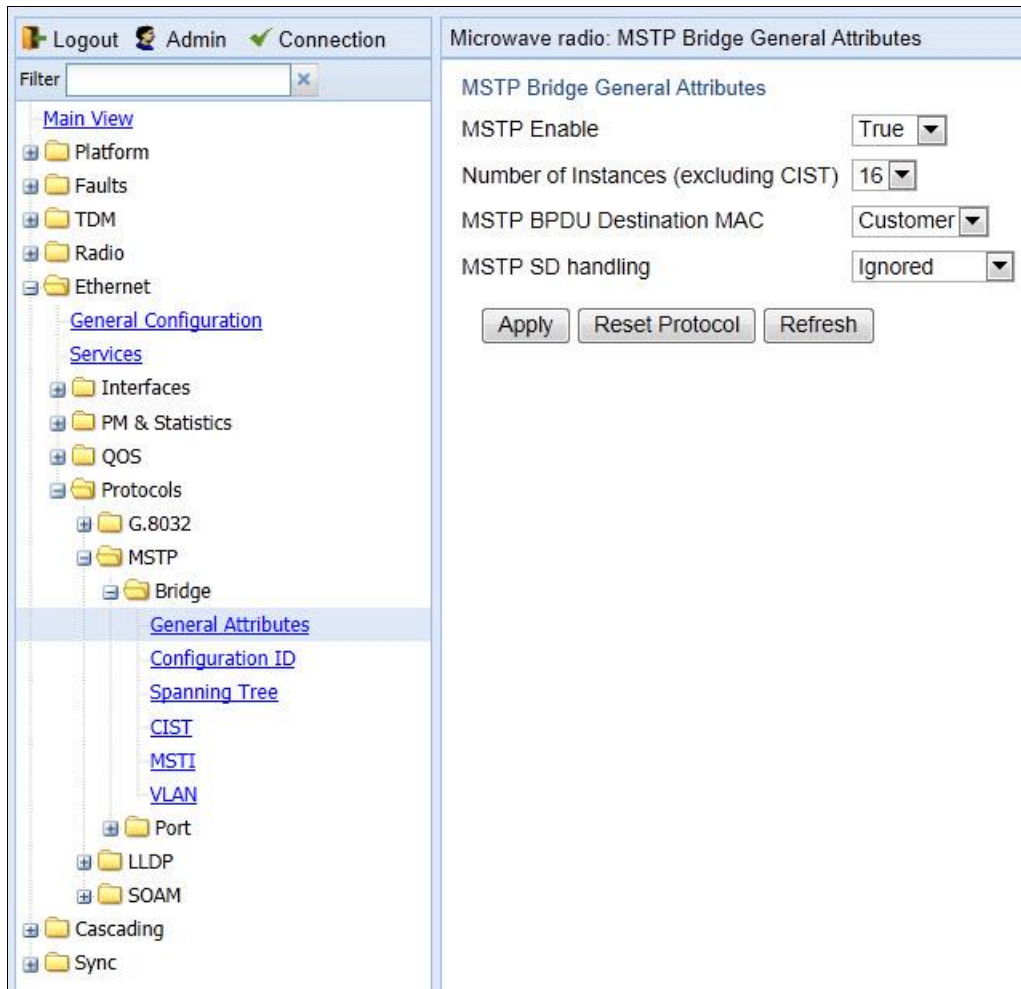 Logout Admin Connection
Filter
Main View
Platform
Faults
TDM
Radio
Ethernet
General Configuration
Services
Interfaces
PM & Statistics
QOS
Protocols
G.8032
MSTP
Bridge
General Attributes
Configuration ID
Spanning Tree
CIST
MSTI
VLAN
Port
LLDP
SOAM
Cascading
Sync
Microwave radio: MSTP Bridge General Attributes
MSTP Bridge General Attributes
MSTP Enable True
Number of Instances (excluding CIST) 16
MSTP BPDU Destination MAC Customer
MSTP SD handling Ignored
Apply Reset Protocol Refresh